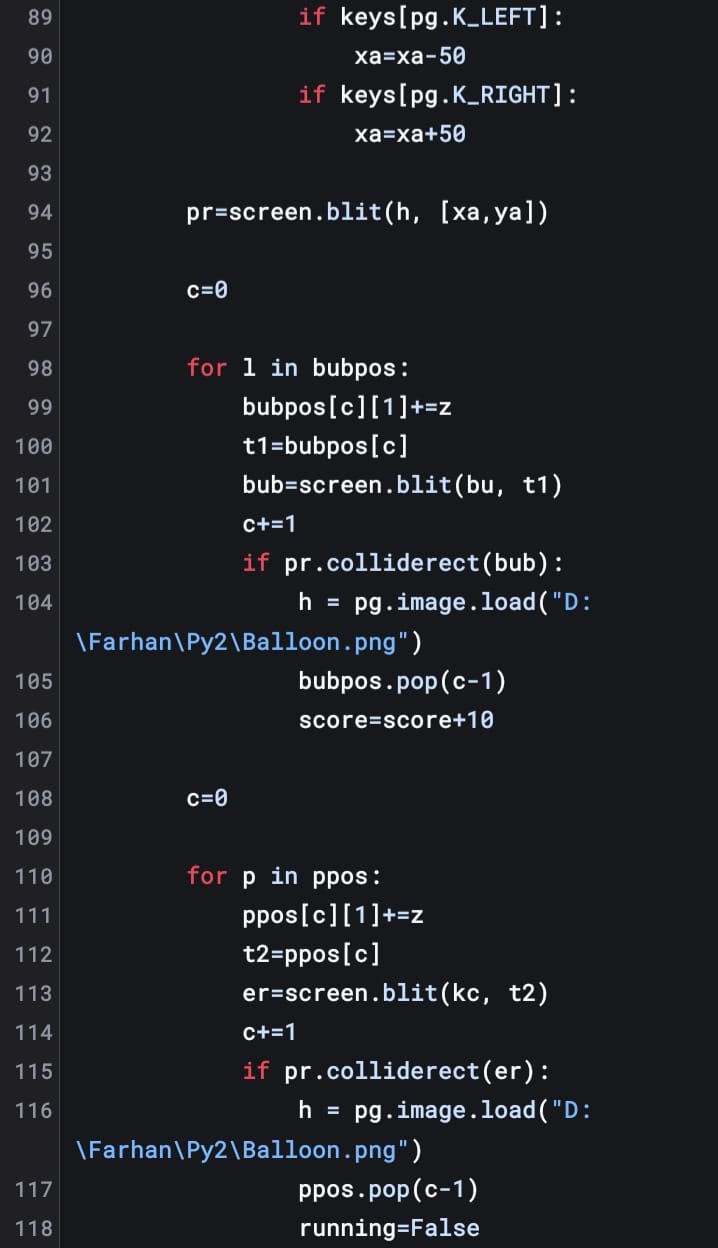 89 if keys[pg.K_LEFT]:
90 xa=xa-50
91 if keys[pg.K_RIGHT]:
92 xa=xa+50
93
94 pr=screen.blit(h, [xa,ya])
95
96 c=0
97
98 for l in bubpos:
99 bubpos[c][1]+=z
100 t1=bubpos[c]
101 bub=screen.blit(bu, t1)
102 c+=1
103 if pr.colliderect(bub):
104 h = pg.image.load("D:
\Farhan\Py2\Balloon.png")
105 bubpos.pop(c-1)
106 score=score+10
107
108 c=0
109
110 for p in ppos:
111 ppos[c][1]+=z
112 t2=ppos[c]
113 er=screen.blit(kc, t2)
114 c+=1
115 if pr.colliderect(er):
116 h = pg.image.load("D:
\Farhan\Py2\Balloon.png")
117 ppos.pop(c-1)
118 running=False